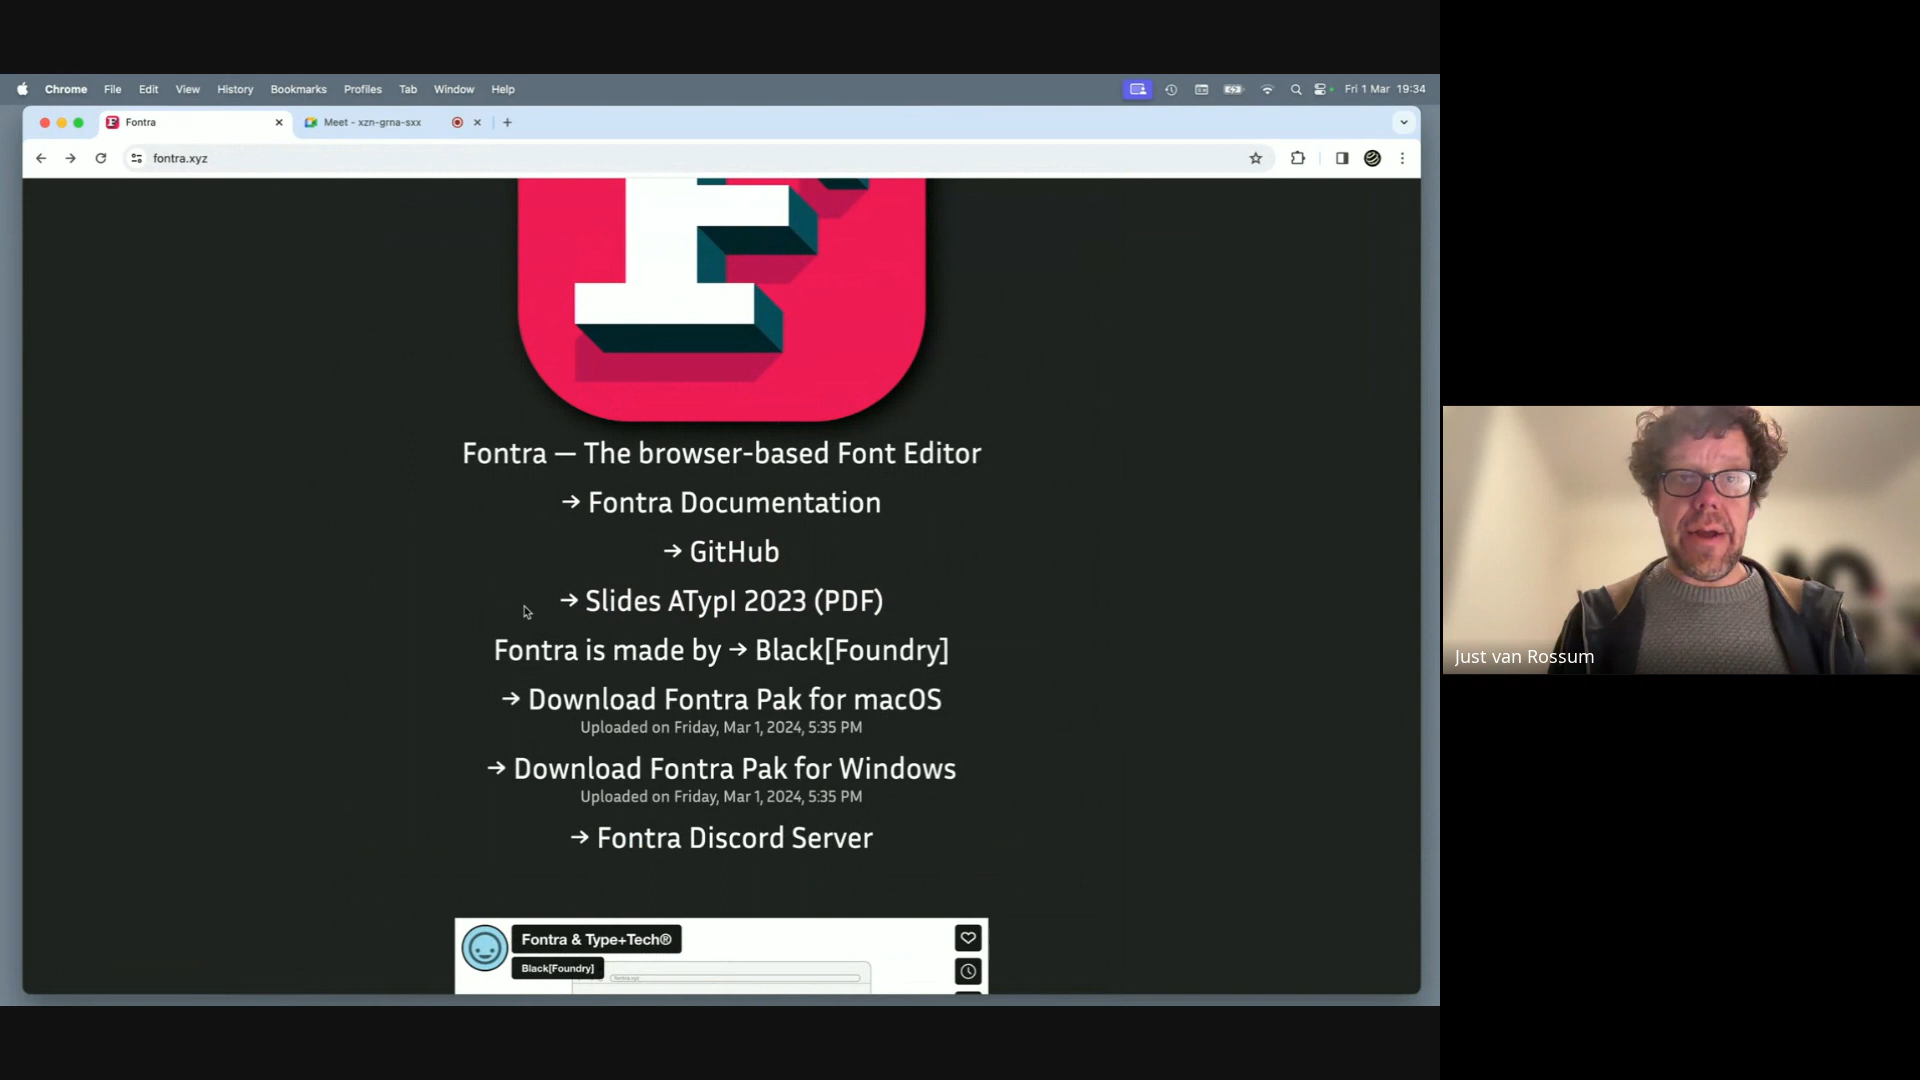 Chrome File Edit View History Bookmarks Profiles Tab Window Help Fri 1 Mar 19:34
Fontra Meet - xzn-grna-sxx
fontra.xyz
F
Fontra — The browser-based Font Editor
→ Fontra Documentation
→ GitHub
→ Slides ATypI 2023 (PDF)
Fontra is made by → Black[Foundry]
→ Download Fontra Pak for macOS
Uploaded on Friday, Mar 1, 2024, 5:35 PM
→ Download Fontra Pak for Windows
Uploaded on Friday, Mar 1, 2024, 5:35 PM
→ Fontra Discord Server
Fontra & Type+Tech®
Black[Foundry]
Just van Rossum